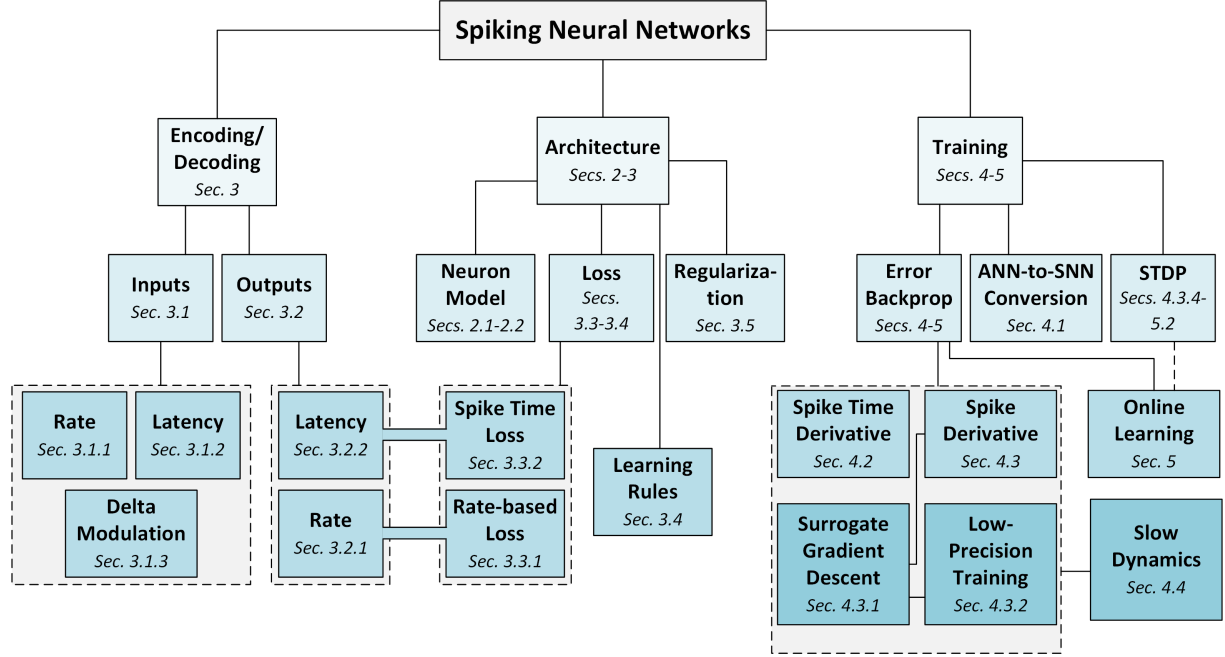 Spiking Neural Networks
Encoding/
Decoding
Sec. 3
Architecture
Secs. 2-3
Training
Secs. 4-5
Inputs
Sec. 3.1
Outputs
Sec. 3.2
Neuron
Model
Secs. 2.1-2.2
Loss
Secs.
3.3-3.4
Regulariza-
tion
Sec. 3.5
Error
Backprop
Secs. 4-5
ANN-to-SNN
Conversion
Sec. 4.1
STDP
Secs. 4.3.4-
5.2
Rate
Sec. 3.1.1
Latency
Sec. 3.1.2
Delta
Modulation
Sec. 3.1.3
Latency
Sec. 3.2.2
Spike Time
Loss
Sec. 3.3.2
Rate
Sec. 3.2.1
Rate-based
Loss
Sec. 3.3.1
Learning
Rules
Sec. 3.4
Spike Time
Derivative
Sec. 4.2
Spike
Derivative
Sec. 4.3
Online
Learning
Sec. 5
Surrogate
Gradient
Descent
Sec. 4.3.1
Low-
Precision
Training
Sec. 4.3.2
Slow
Dynamics
Sec. 4.4